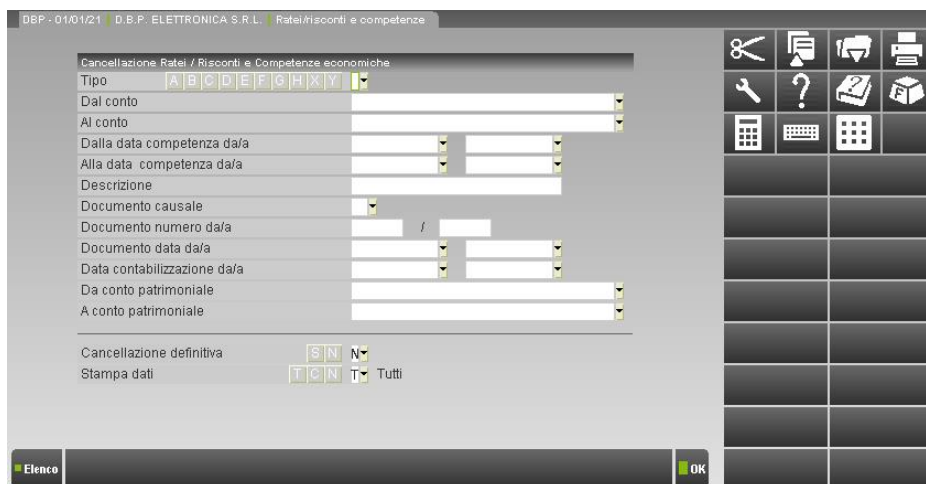 DBP - 01/01/21 D.B.P. ELETTRONICA S.R.L. Ratei/risconti e competenze
Cancellazione Ratei / Risconti e Competenze economiche
Tipo A B C D E F G H X Y
Dal conto
Al conto
Dalla data competenza da/a
Alla data competenza da/a
Descrizione
Documento causale
Documento numero da/a /
Documento data da/a
Data contabilizzazione da/a
Da conto patrimoniale
A conto patrimoniale
Cancellazione definitiva S N N
Stampa dati T C N T Tutti
Elenco OK